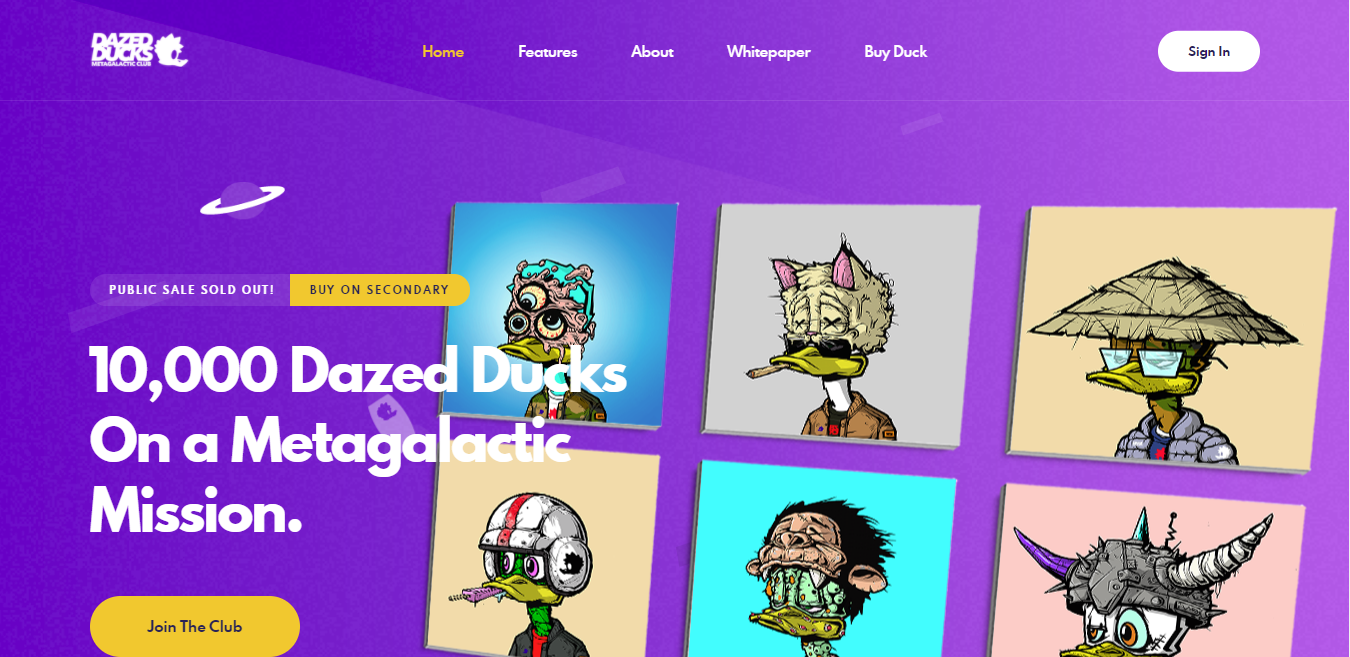 DAZED
DUCKS
METAGALACTIC CLUB
Home
Features
About
Whitepaper
Buy Duck
Sign In
PUBLIC SALE SOLD OUT!
BUY ON SECONDARY
10,000 Dazed Ducks
On a Metagalactic
Mission.
Join The Club